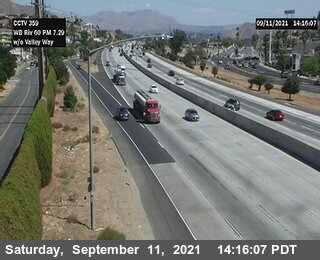 CCTV 359
WB Riv 60 PM 7.29
w/o Valley Way
09/11/2021 14:16:07
Saturday, September 11, 2021 14:16:07 PDT